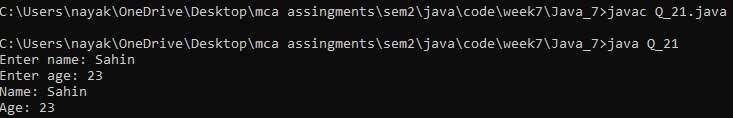 C:\Users\nayak\OneDrive\Desktop\mca assingments\sem2\java\code\week7\Java_7>javac Q_21.java
C:\Users\nayak\OneDrive\Desktop\mca assingments\sem2\java\code\week7\Java_7>java Q_21
Enter name: Sahin
Enter age: 23
Name: Sahin
Age: 23